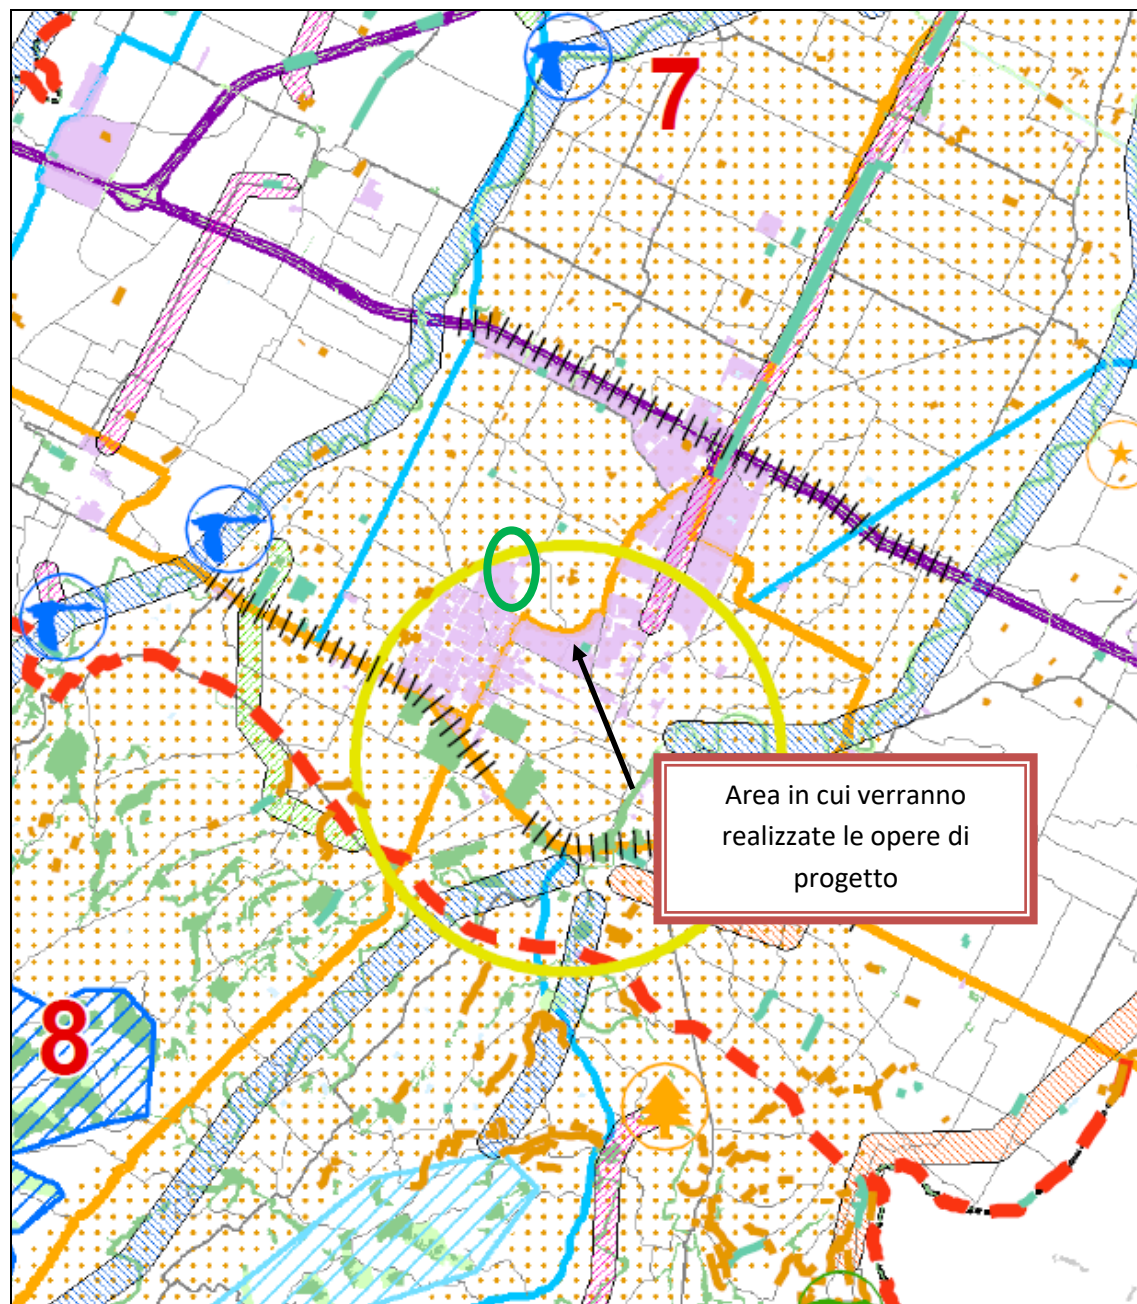 7
Area in cui verranno
realizzate le opere di
progetto
8